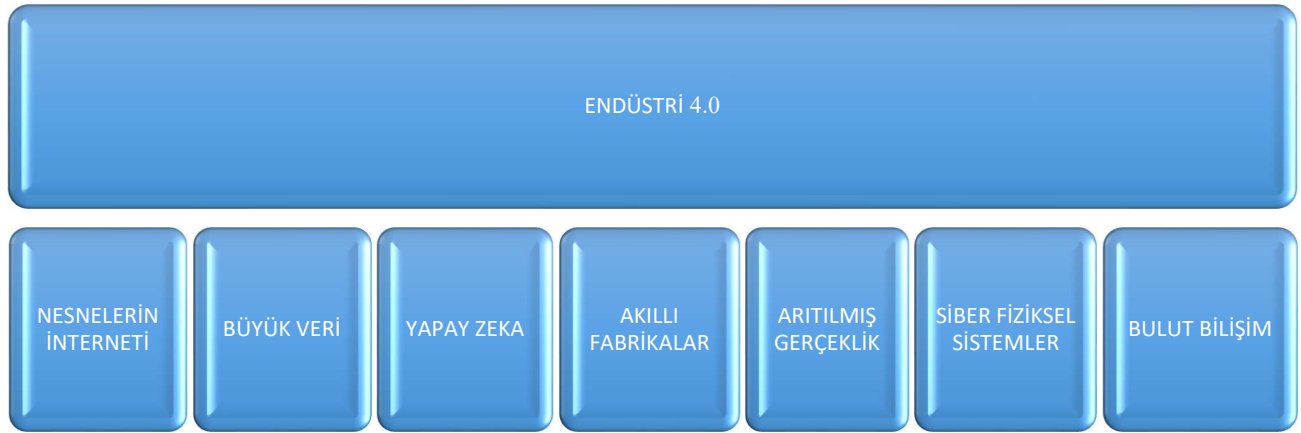 ENDÜSTRİ 4.0
NESNELERİN
İNTERNETİ
BÜYÜK VERİ
YAPAY ZEKA
AKILLI
FABRİKALAR
ARITILMIŞ
GERÇEKLİK
SİBER FİZİKSEL
SİSTEMLER
BULUT BİLİŞİM